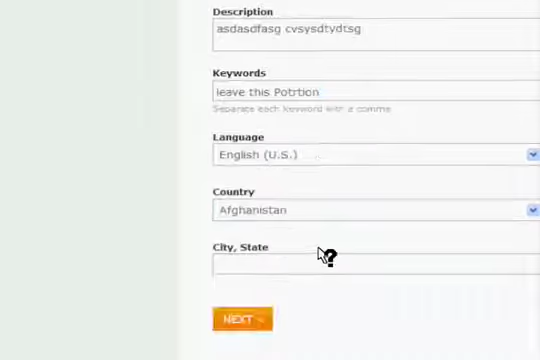 Description
asdasdfasg cvsysdtydtsg
Keywords
leave this Potrtion
Separate each keyword with a comma
Language
English (U.S.)
Country
Afghanistan
City, State
NEXT